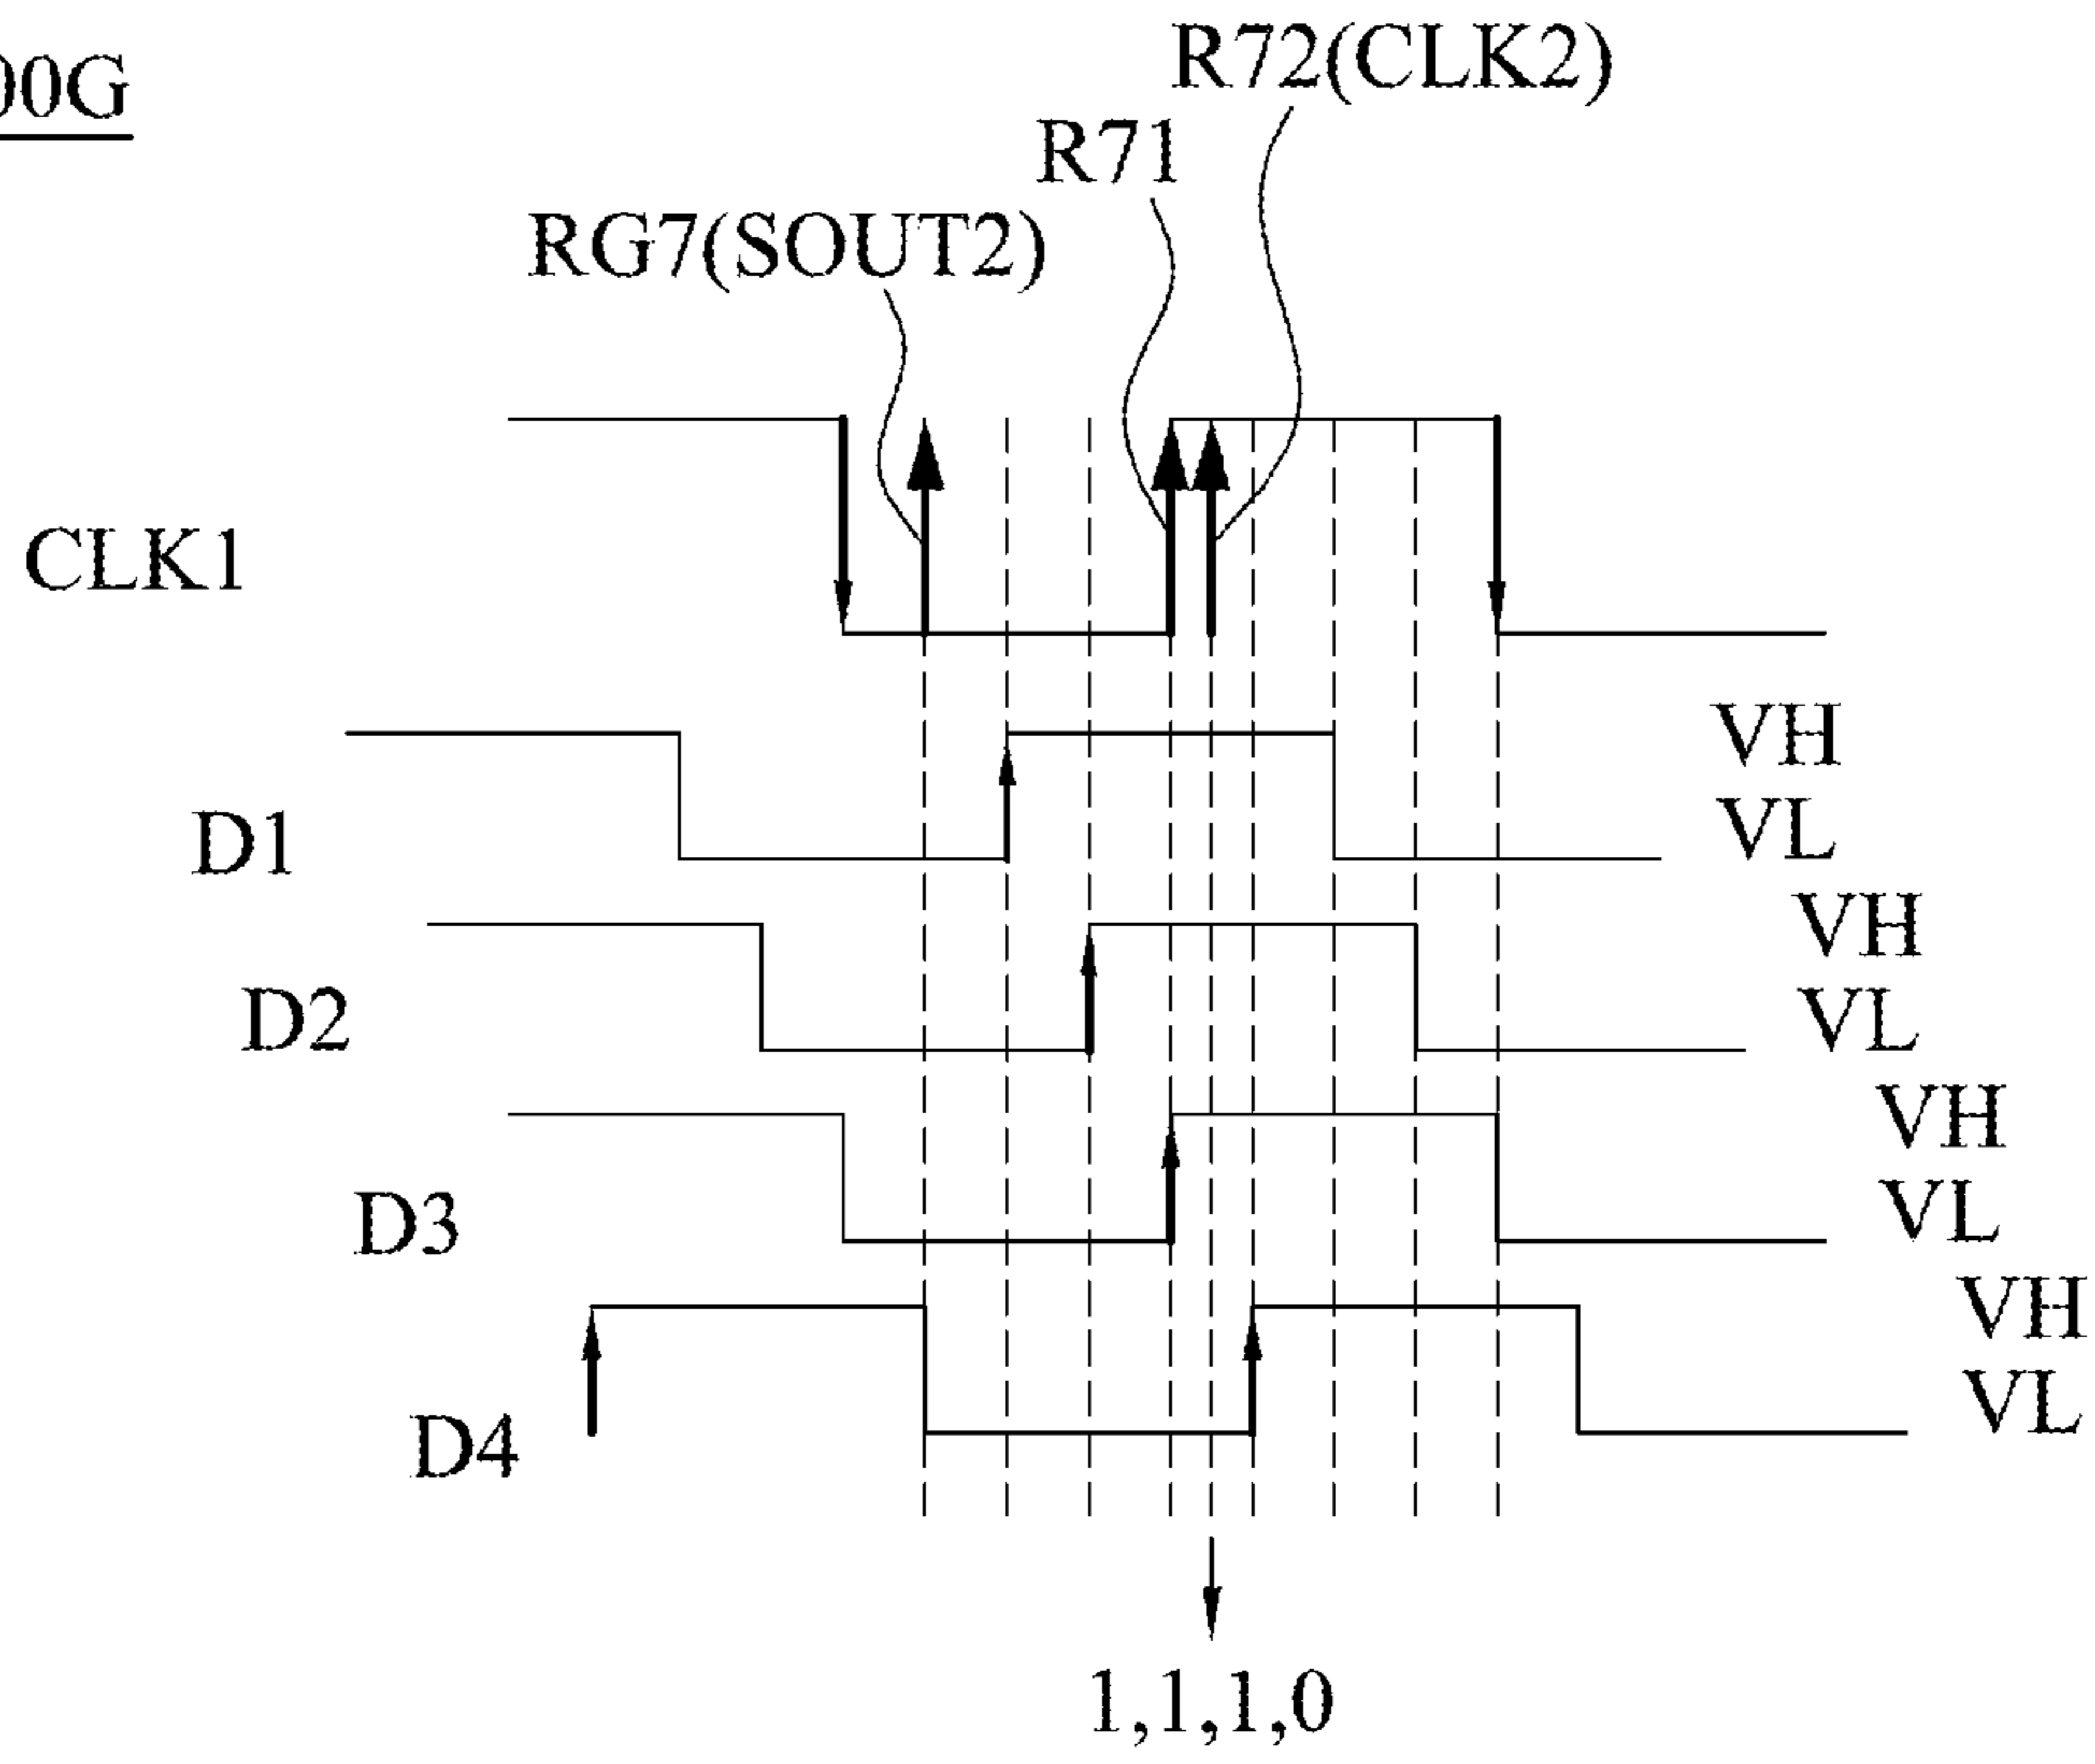 00G
R72(CLK2)
R71
RG7(SOUT2)
CLK1
VH
D1
VL
VH
D2
VL
VH
D3
VL
VH
D4
VL
1,1,1,0